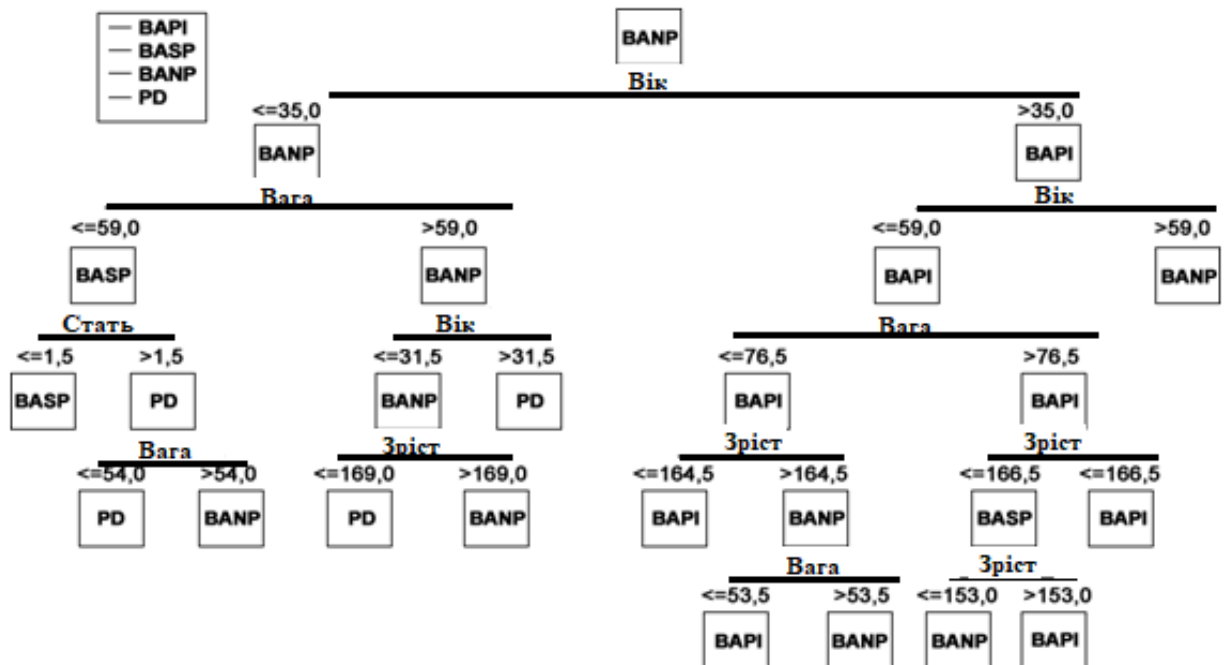 BAPI
BASP
BANP
PD
BANP
Вік
<=35,0 >35,0
BANP BAPI
Вага Вік
<=59,0 >59,0 <=59,0 >59,0
BASP BANP BAPI BANP
Стать Вік Вага
<=1,5 >1,5 <=31,5 >31,5 <=76,5 >76,5
BASP PD BANP PD BAPI BAPI
Вага Зріст Зріст Зріст
<=54,0 >54,0 <=169,0 >169,0 <=164,5 >164,5 <=166,5 <=166,5
PD BANP PD BANP BAPI BANP BASP BAPI
Вага Зріст
<=53,5 >53,5 <=153,0 >153,0
BAPI BANP BANP BAPI